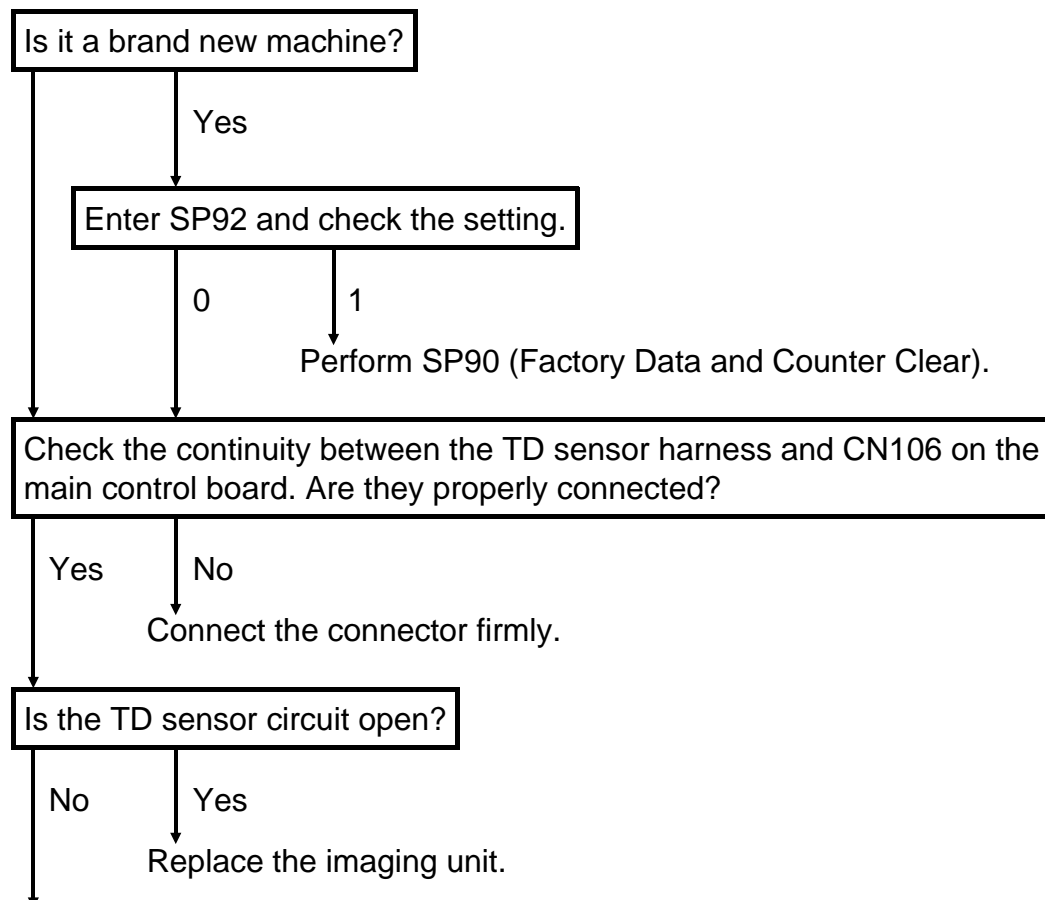 Is it a brand new machine?
Yes
Enter SP92 and check the setting.
0 1
Perform SP90 (Factory Data and Counter Clear).
Check the continuity between the TD sensor harness and CN106 on the
main control board. Are they properly connected?
Yes No
Connect the connector firmly.
Is the TD sensor circuit open?
No Yes
Replace the imaging unit.